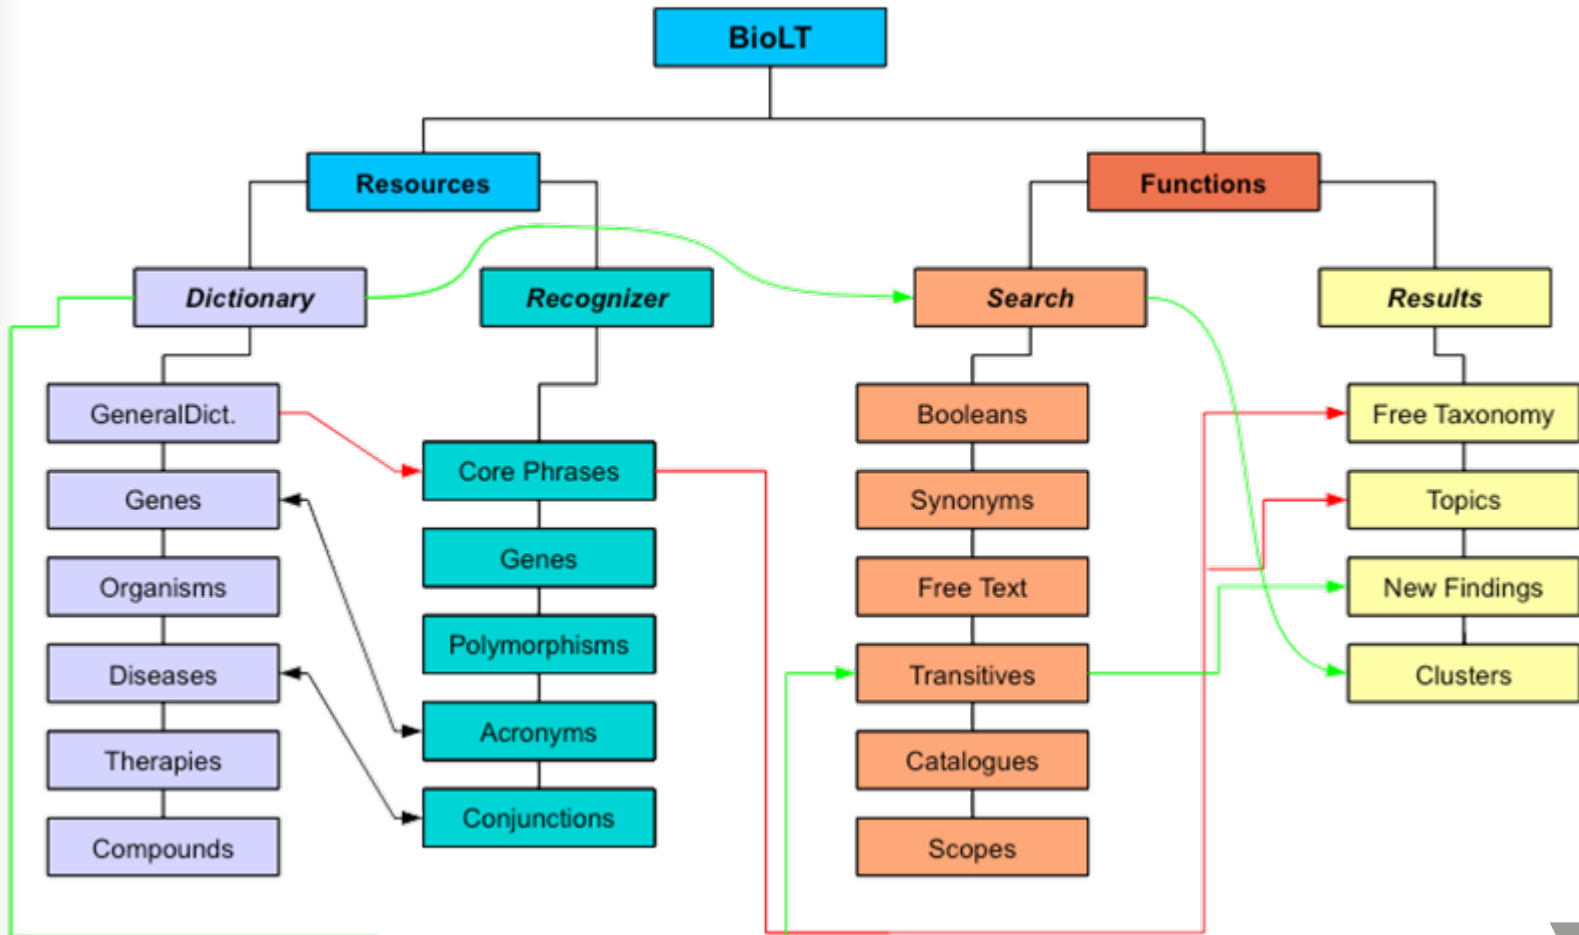 BioLT
Resources
Functions
Dictionary
Recognizer
Search
Results
GeneralDict.
Genes
Organisms
Diseases
Therapies
Compounds
Core Phrases
Genes
Polymorphisms
Acronyms
Conjunctions
Booleans
Synonyms
Free Text
Transitives
Catalogues
Scopes
Free Taxonomy
Topics
New Findings
Clusters